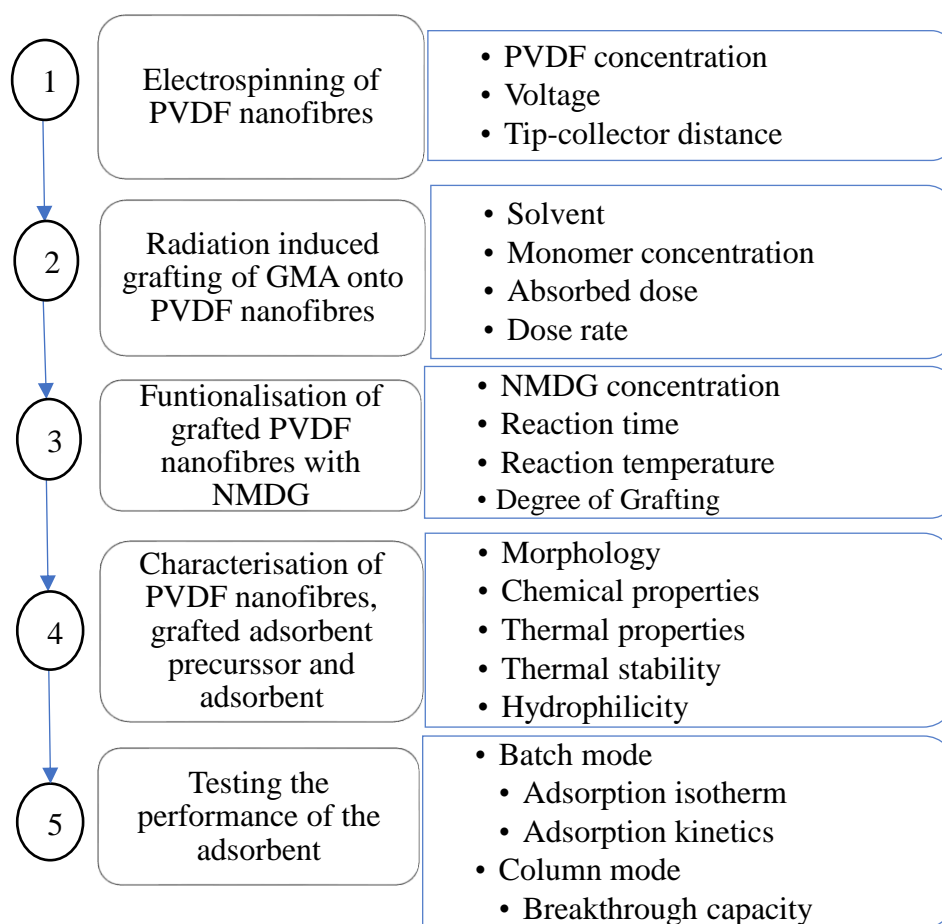 1
Electrospinning of
PVDF nanofibres
• PVDF concentration
• Voltage
• Tip-collector distance
2
Radiation induced
grafting of GMA onto
PVDF nanofibres
• Solvent
• Monomer concentration
• Absorbed dose
• Dose rate
3
Funtionalisation of
grafted PVDF
nanofibres with
NMDG
• NMDG concentration
• Reaction time
• Reaction temperature
• Degree of Grafting
4
Characterisation of
PVDF nanofibres,
grafted adsorbent
precurssor and
adsorbent
• Morphology
• Chemical properties
• Thermal properties
• Thermal stability
• Hydrophilicity
5
Testing the
performance of the
adsorbent
• Batch mode
• Adsorption isotherm
• Adsorption kinetics
• Column mode
• Breakthrough capacity